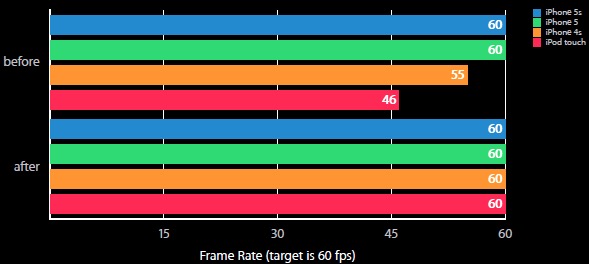 iPhone 5s
iPhone 5
iPhone 4s
iPod touch
before
60
60
55
46
after
60
60
60
60
15 30 45 60
Frame Rate (target is 60 fps)